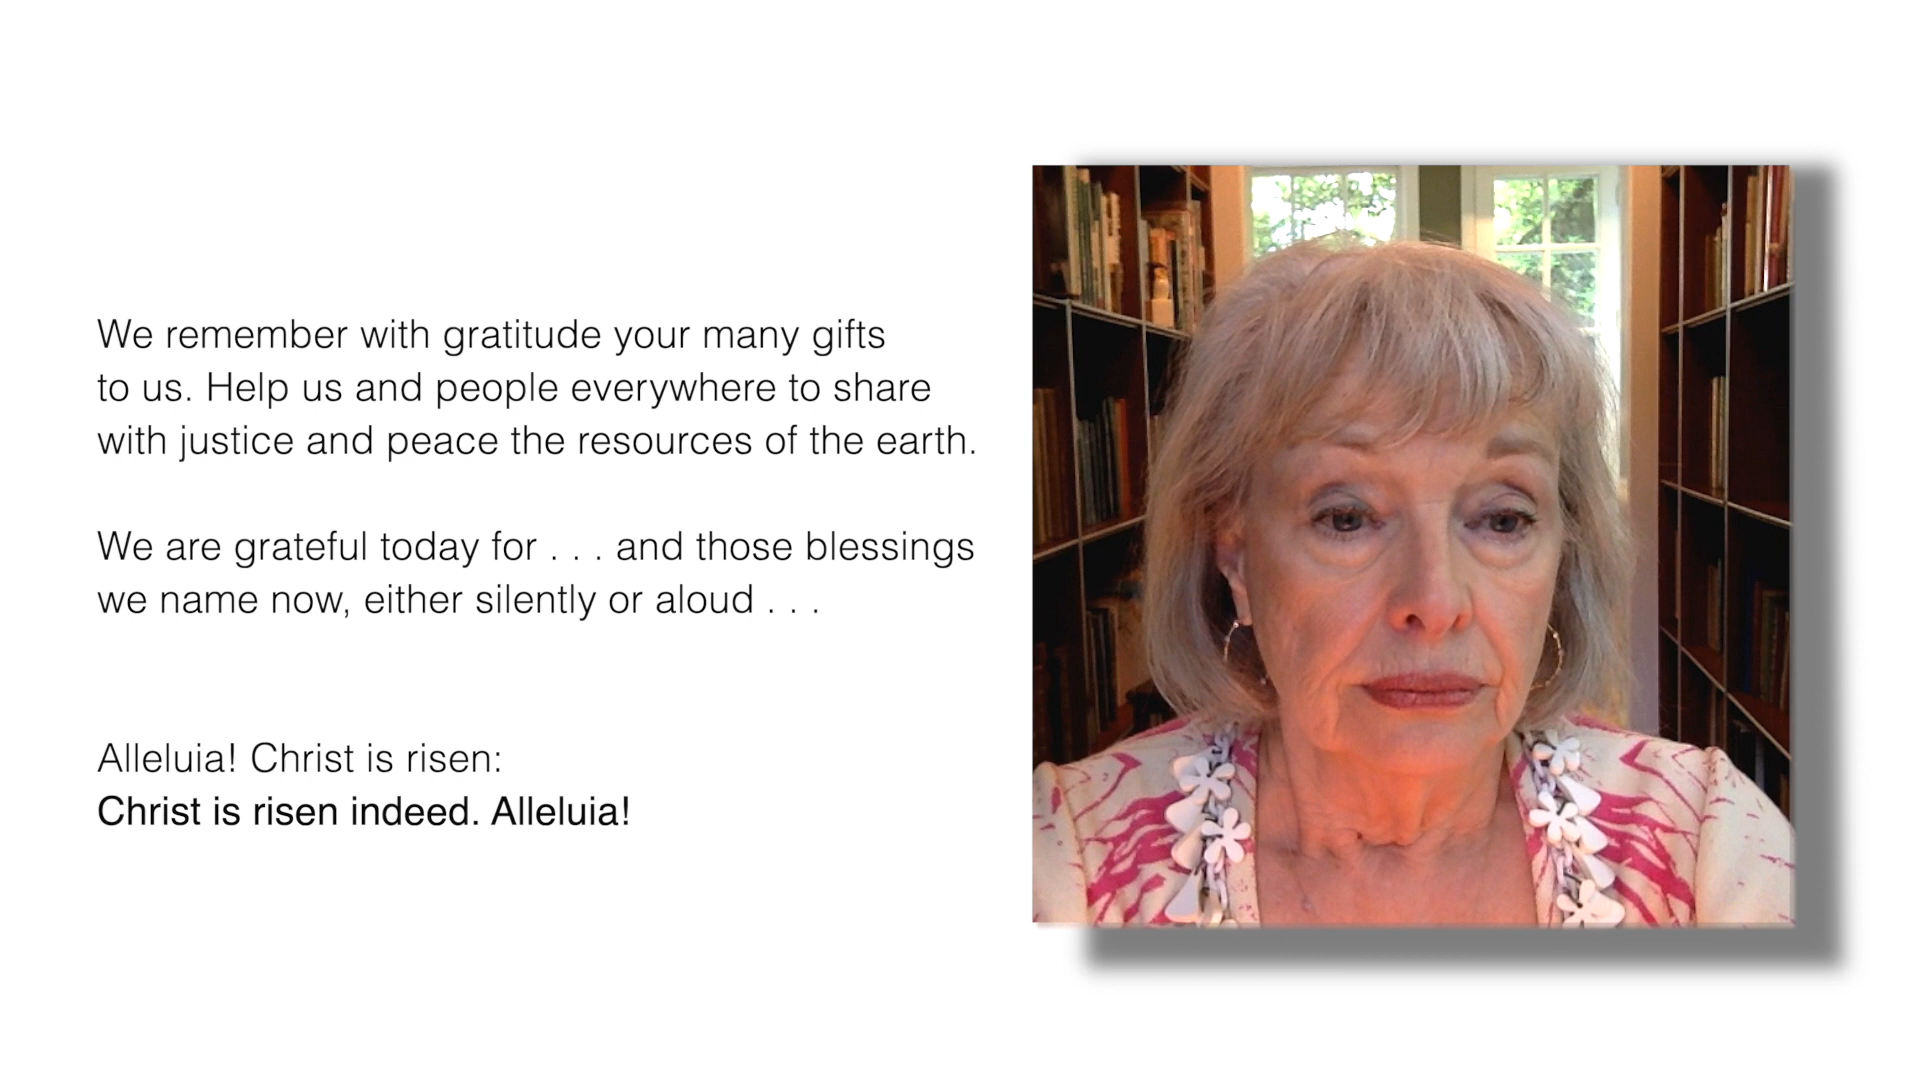 We remember with gratitude your many gifts
to us. Help us and people everywhere to share
with justice and peace the resources of the earth.
We are grateful today for . . . and those blessings
we name now, either silently or aloud . . .
Alleluia! Christ is risen:
Christ is risen indeed. Alleluia!